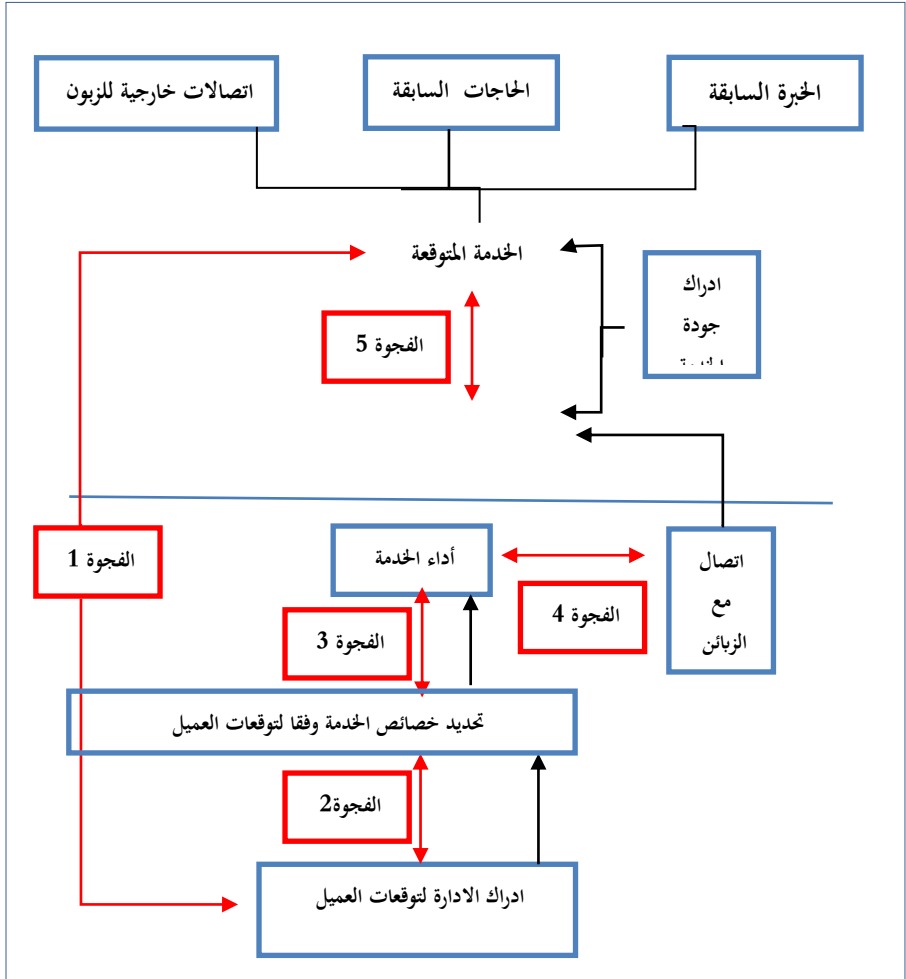 الخبرة السابقة
الحاجات السابقة
اتصالات خارجية للزبون
الخدمة المتوقعة
ادراك
جودة
الفجوة 5
الفجوة 1
أداء الخدمة
اتصال
مع
الزبائن
الفجوة 4
الفجوة 3
تحديد خصائص الخدمة وفقا لتوقعات العميل
الفجوة2
ادراك الادارة لتوقعات العميل